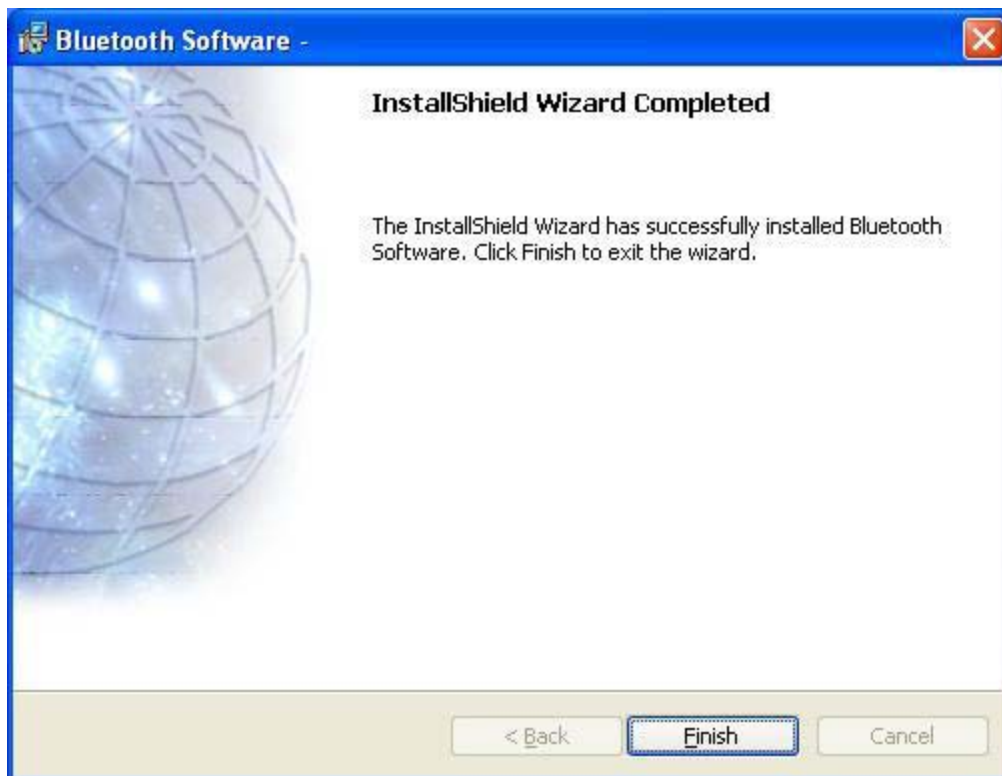 Bluetooth Software -
InstallShield Wizard Completed
The InstallShield Wizard has successfully installed Bluetooth
Software. Click Finish to exit the wizard.
< Back Finish Cancel